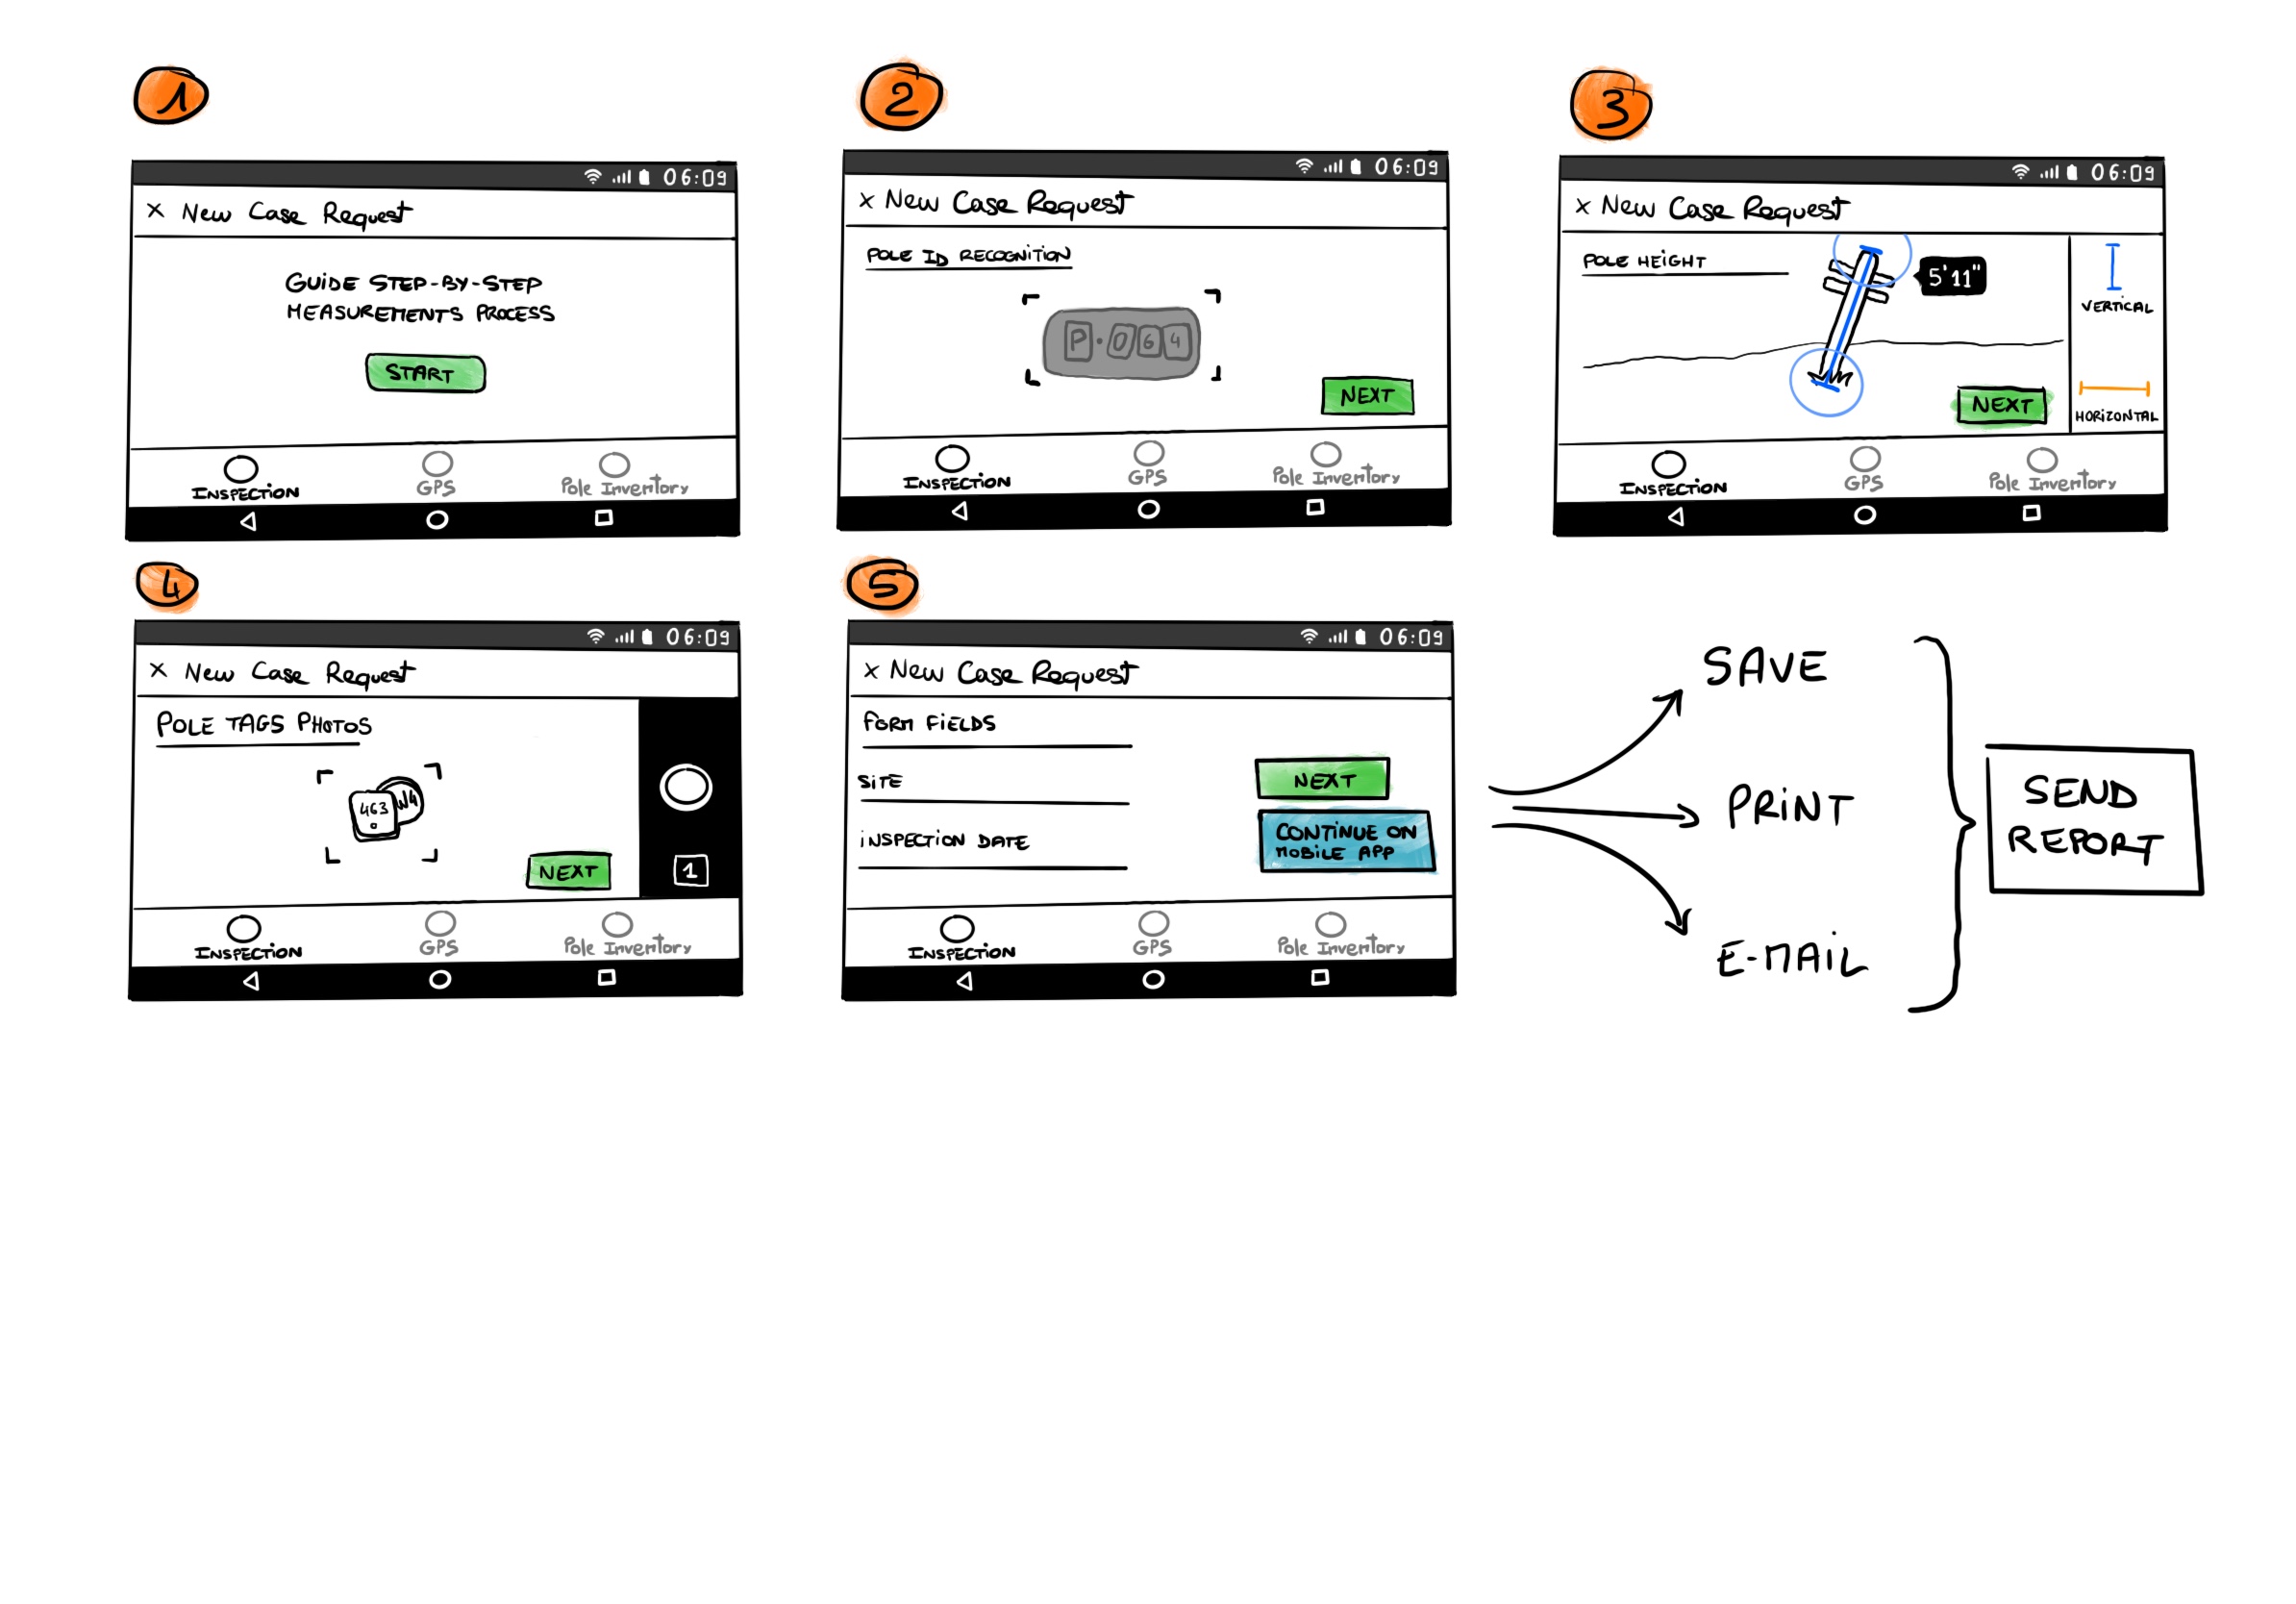 1
06:09
× New Case Request
GUIDE STEP-BY-STEP
MEASUREMENTS PROCESS
START
INSPECTION
GPS
Pole Inventory
2
06:09
× New Case Request
POLE ID RECOGNITION
P·064
NEXT
INSPECTION
GPS
Pole Inventory
3
06:09
× New Case Request
POLE HEIGHT
5'11"
VERTICAL
HORIZONTAL
NEXT
INSPECTION
GPS
Pole Inventory
4
06:09
× New Case Request
POLE TAGS PHOTOS
463
NEXT
1
INSPECTION
GPS
Pole Inventory
5
06:09
× New Case Request
FORM FIELDS
SITE
INSPECTION DATE
NEXT
CONTINUE ON
MOBILE APP
INSPECTION
GPS
Pole Inventory
SAVE
PRINT
E-MAIL
SEND
REPORT